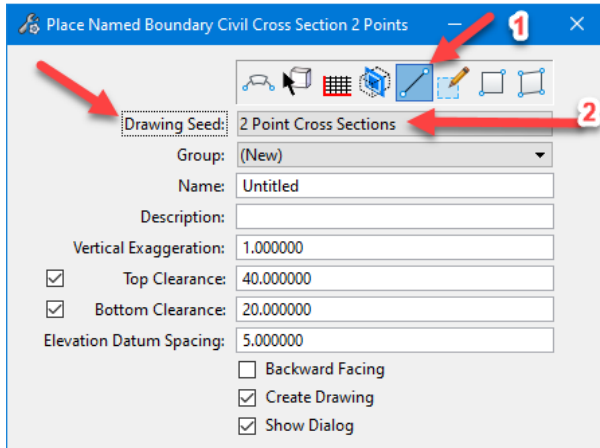 Place Named Boundary Civil Cross Section 2 Points
1
Drawing Seed: 2 Point Cross Sections
2
Group: (New)
Name: Untitled
Description:
Vertical Exaggeration: 1.000000
Top Clearance: 40.000000
Bottom Clearance: 20.000000
Elevation Datum Spacing: 5.000000
Backward Facing
Create Drawing
Show Dialog